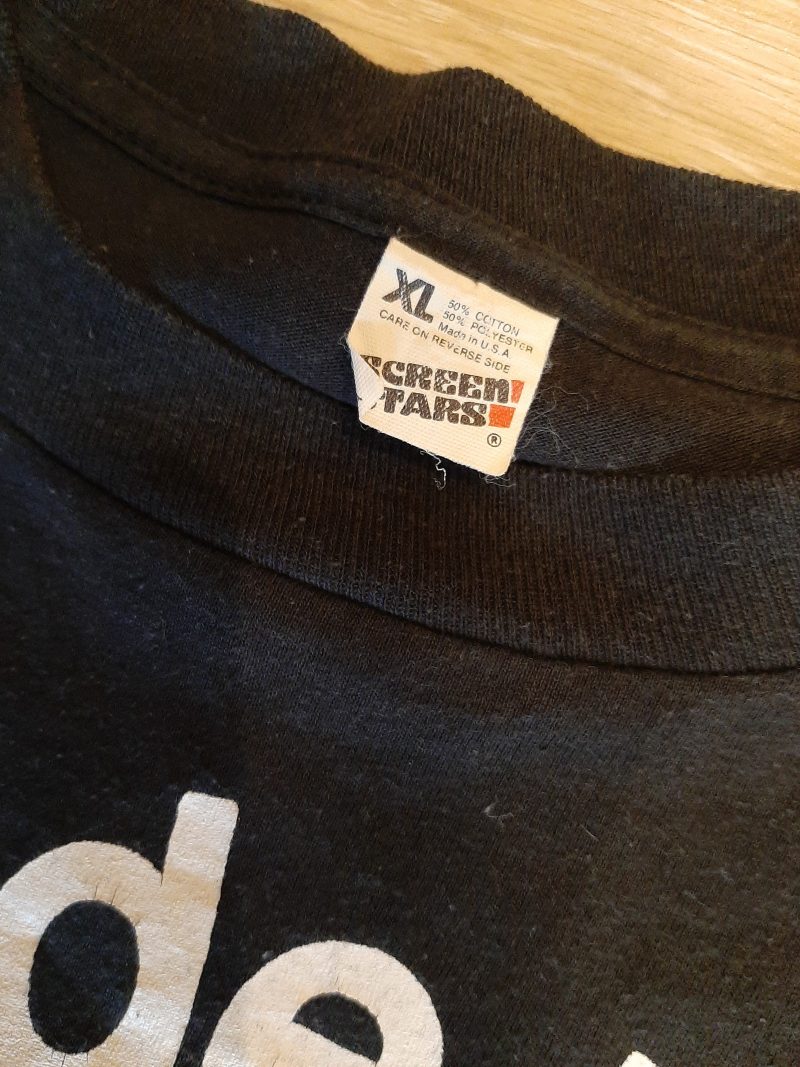 XL
50% COTTON
50% POLYESTER
Made in U.S.A.
CARE ON REVERSE SIDE
SCREEN
STARS
®
de